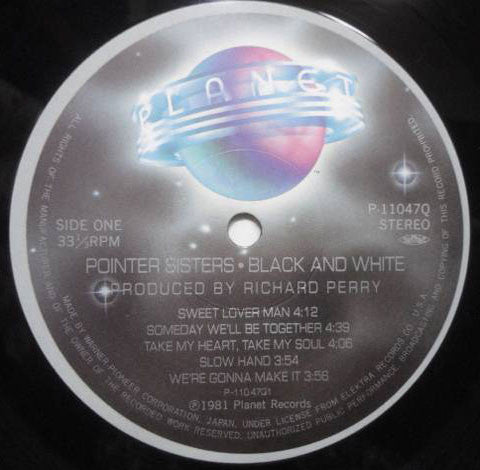 PLANET
SIDE ONE
33⅓RPM
P-11047Q
STEREO
POINTER SISTERS • BLACK AND WHITE
PRODUCED BY RICHARD PERRY
SWEET LOVER MAN 4:12
SOMEDAY WE'LL BE TOGETHER 4:39
TAKE MY HEART, TAKE MY SOUL 4:06
SLOW HAND 3:54
WE'RE GONNA MAKE IT 3:56
P-11047Q1
℗1981 Planet Records
MADE BY WARNER-PIONEER CORPORATION, JAPAN, UNDER LICENSE FROM ELEKTRA RECORDS CO. U.S.A.
ALL RIGHTS OF THE MANUFACTURER AND OF THE OWNER OF THE RECORDED WORK RESERVED. UNAUTHORIZED PUBLIC PERFORMANCE, BROADCASTING AND COPYING OF THIS RECORD PROHIBITED.